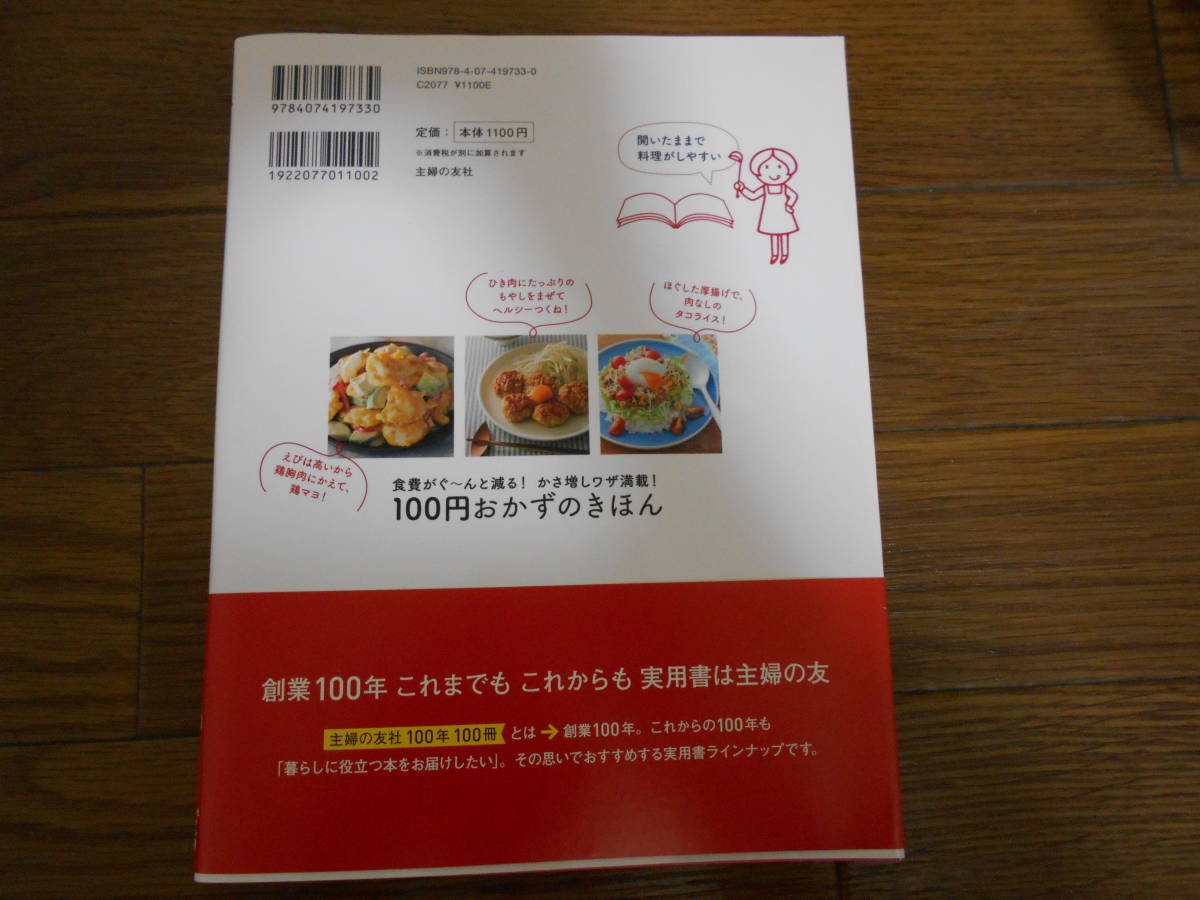 ISBN978-4-07-419733-0
C2077 ¥1100E
9784074197330
定価： 本体1100円
※消費税が別に加算されます
1922077011002
主婦の友社
開いたままで
料理がしやすい
ひき肉にたっぷりの
もやしをまぜて
ヘルシーつくね！
ほぐした厚揚げで、
肉なしの
タコライス！
えびは高いから
鶏胸肉にかえて、
鶏マヨ！
食費がぐ〜んと減る！ かさ増しワザ満載！
100円おかずのきほん
創業100年 これまでも これからも 実用書は主婦の友
主婦の友社 100年 100冊 とは→創業100年。これからの100年も
「暮らしに役立つ本をお届けしたい」。その思いでおすすめする実用書ラインナップです。